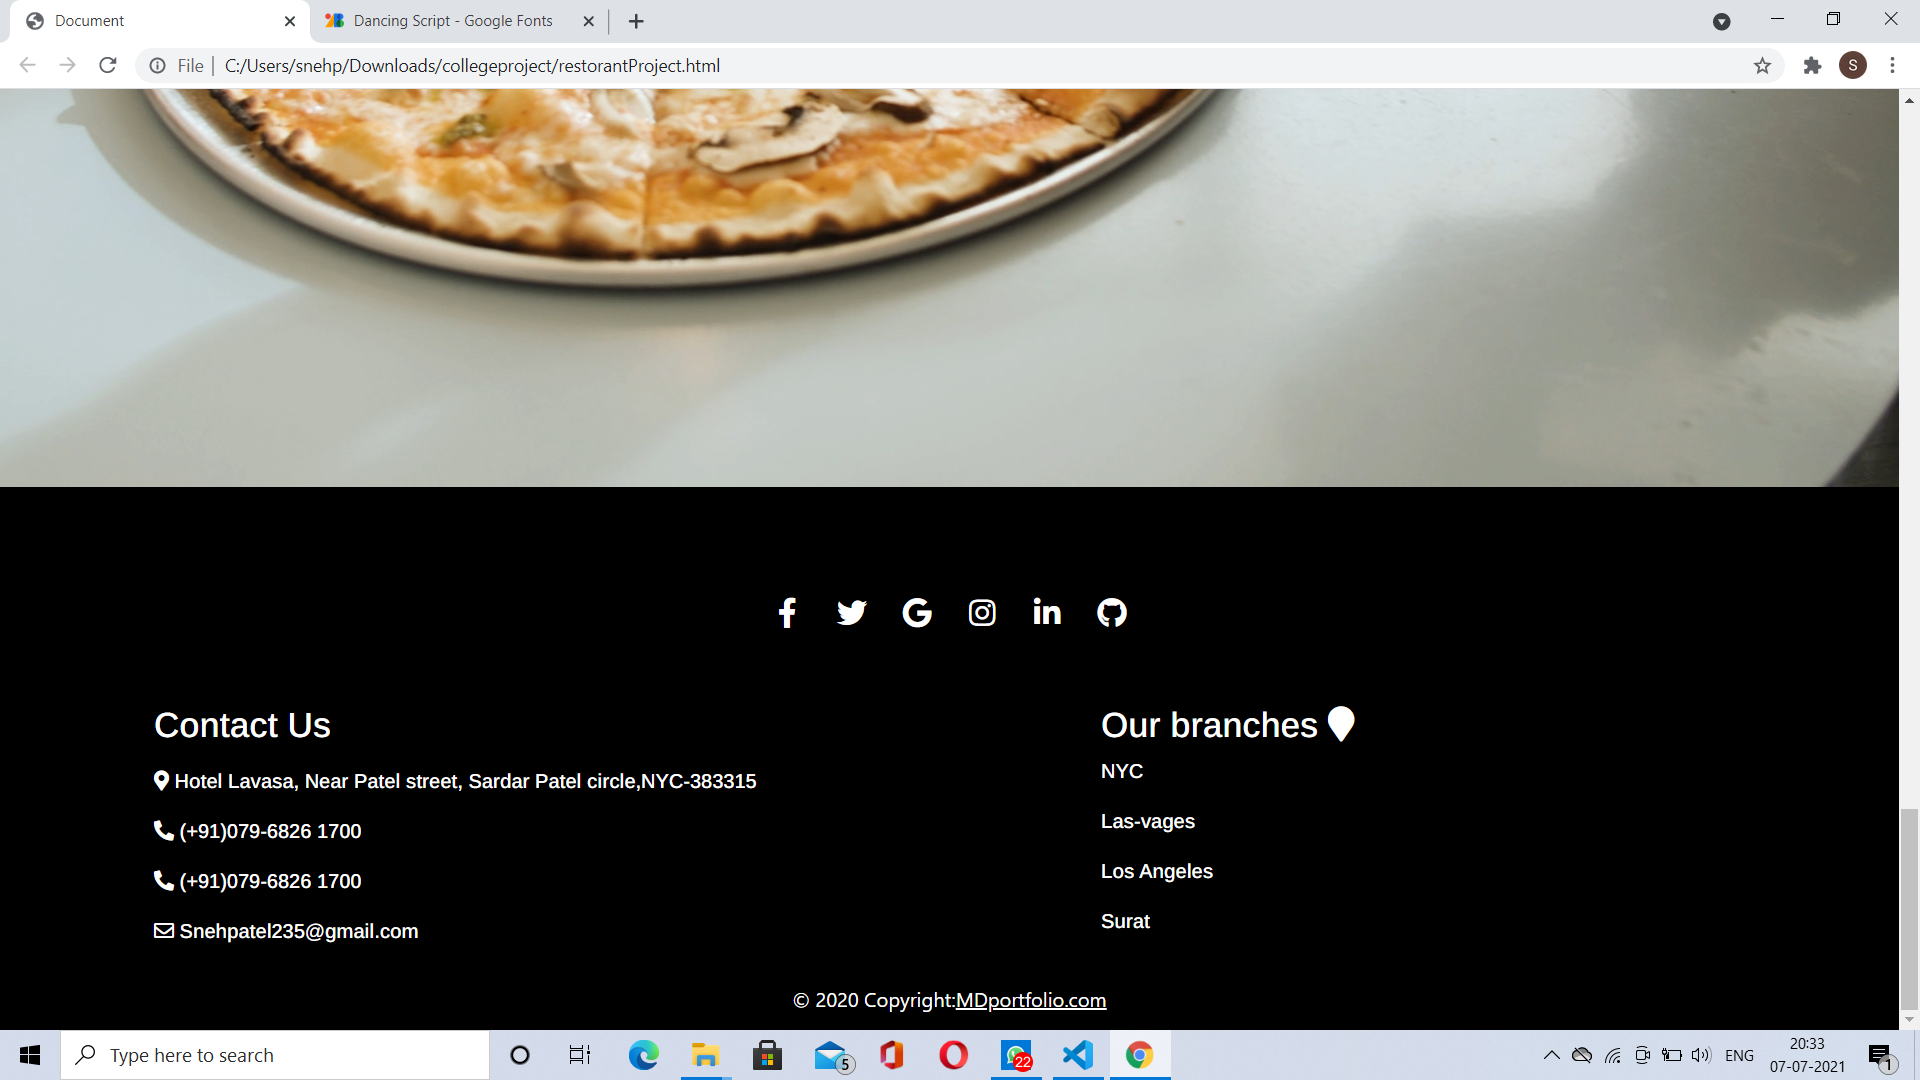 Document
Dancing Script - Google Fonts
File
C:/Users/snehp/Downloads/collegeproject/restorantProject.html
S
Contact Us
Hotel Lavasa, Near Patel street, Sardar Patel circle,NYC-383315
(+91)079-6826 1700
(+91)079-6826 1700
Snehpatel235@gmail.com
Our branches
NYC
Las-vages
Los Angeles
Surat
© 2020 Copyright:MDportfolio.com
Type here to search
5
22
ENG
20:33
07-07-2021
1